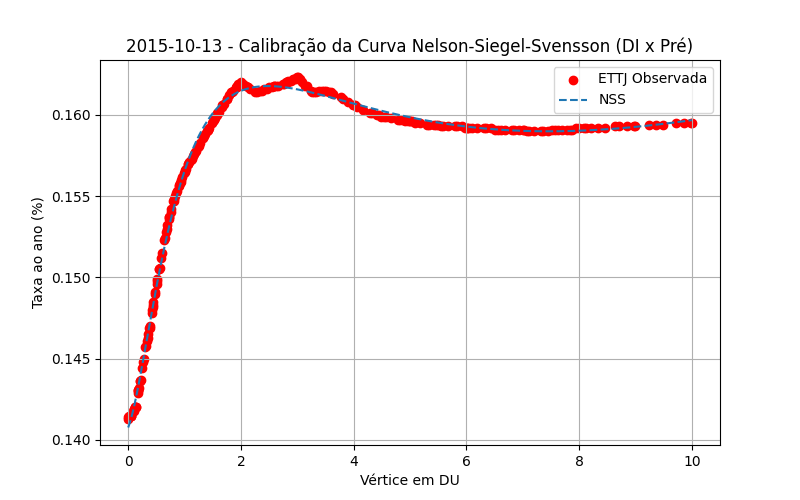 2015-10-13 - Calibração da Curva Nelson-Siegel-Svensson (DI x Pré)
ETTJ Observada
NSS
Taxa ao ano (%)
0.160
0.155
0.150
0.145
0.140
0
2
4
6
8
10
Vértice em DU